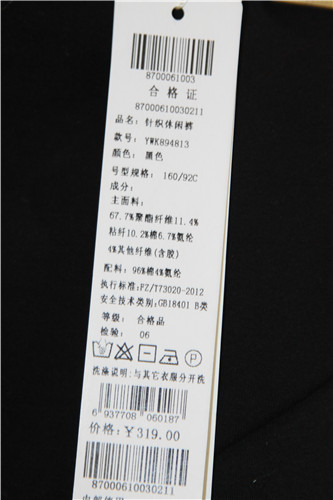 8700061003
合格证
87000610030211
品名: 针织休闲裤
款号: YWK894813
颜色: 黑色
号型规格: 160/92C
成分:
主面料:
67.7%聚酯纤维11.4%
粘纤10.2%棉6.7%氨纶
4%其他纤维(含胶)
配料: 96%棉4%氨纶
执行标准:FZ/T73020-2012
安全技术类别:GB18401 B类
等级: 合格品
检验: 06
P
洗涤说明:与其它衣服分开洗
6 937708 060187
价格:￥319.00
87000610030211